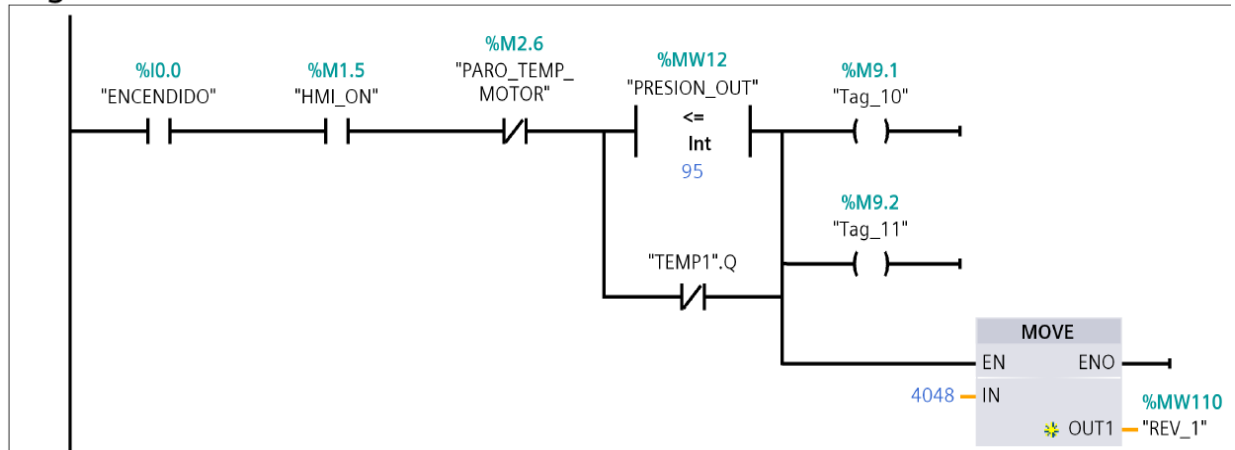 %I0.0
"ENCENDIDO"
%M1.5
"HMI_ON"
%M2.6
"PARO_TEMP_
MOTOR"
%MW12
"PRESION_OUT"
<=
Int
95
%M9.1
"Tag_10"
%M9.2
"Tag_11"
"TEMP1".Q
MOVE
EN
ENO
4048
IN
OUT1
%MW110
"REV_1"